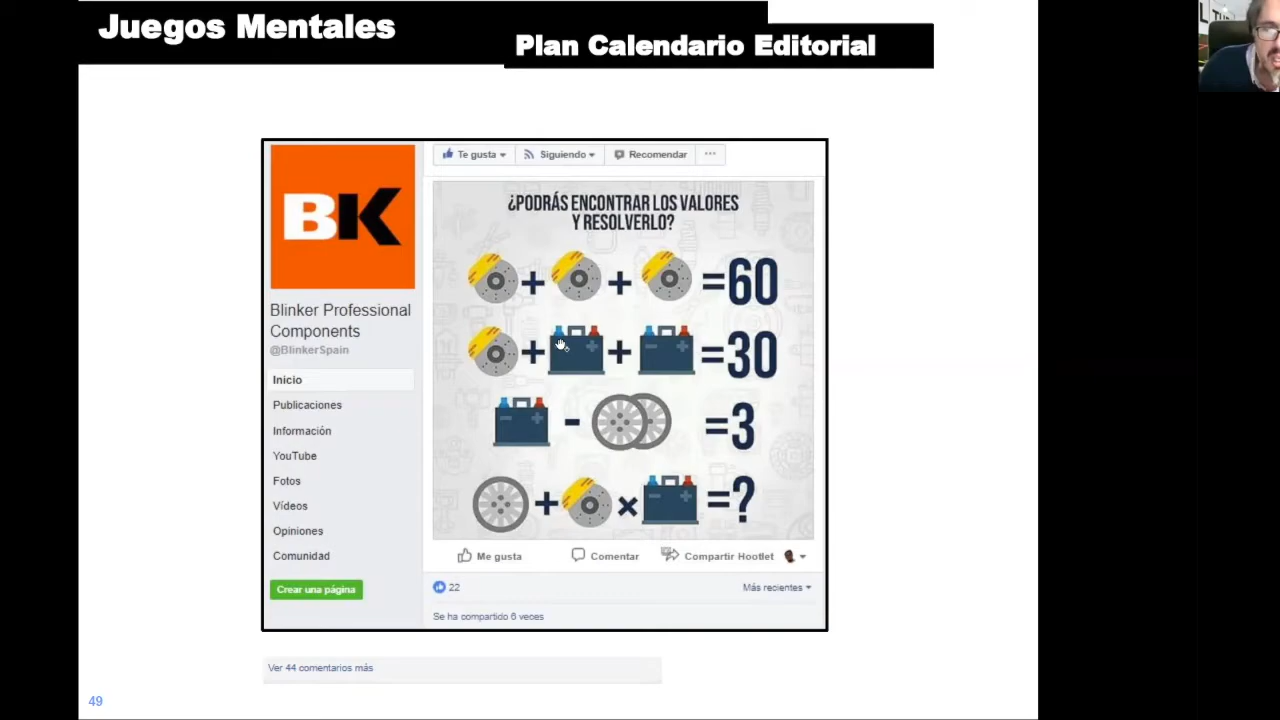 Juegos Mentales
Plan Calendario Editorial
BK
Blinker Professional
Components
@BlinkerSpain
Inicio
Publicaciones
Información
YouTube
Fotos
Vídeos
Opiniones
Comunidad
Crear una página
Te gusta
Siguiendo
Recomendar
...
¿PODRÁS ENCONTRAR LOS VALORES
Y RESOLVERLO?
+ + =60
+ + =30
- =3
+ × =?
Me gusta
Comentar
Compartir Hootlet
22
Más recientes
Se ha compartido 6 veces
Ver 44 comentarios más
49